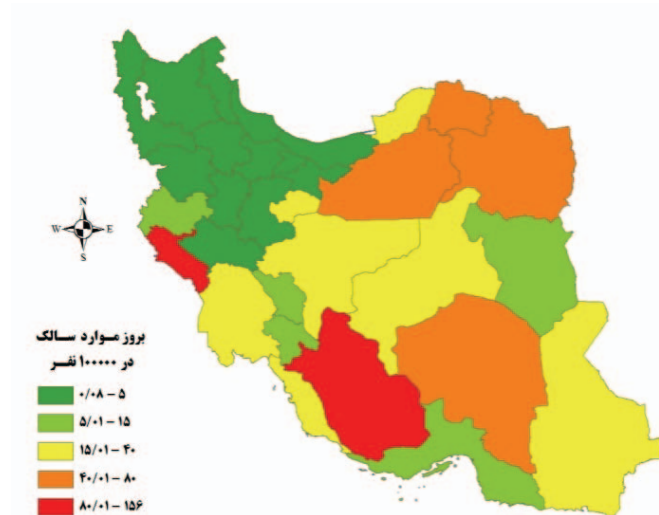 N
W E
S
بروز موارد سالک
در ۱۰۰۰۰۰ نفر
۰/۰۸ – ۵
۵/۰۱ – ۱۵
۱۵/۰۱ – ۴۰
۴۰/۰۱ – ۸۰
۸۰/۰۱ – ۱۵۶